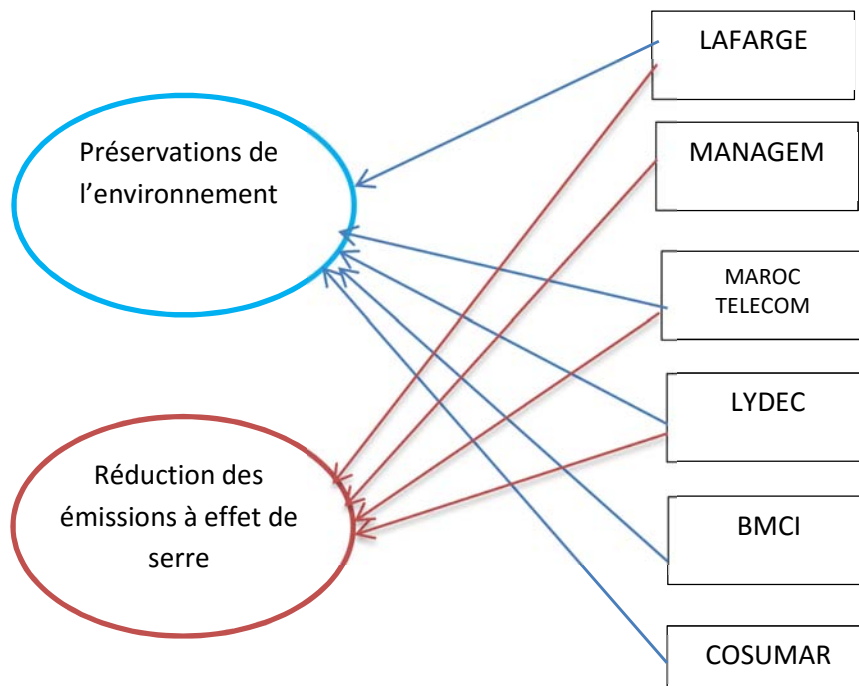 Préservations de
l’environnement
Réduction des
émissions à effet de
serre
LAFARGE
MANAGEM
MAROC
TELECOM
LYDEC
BMCI
COSUMAR